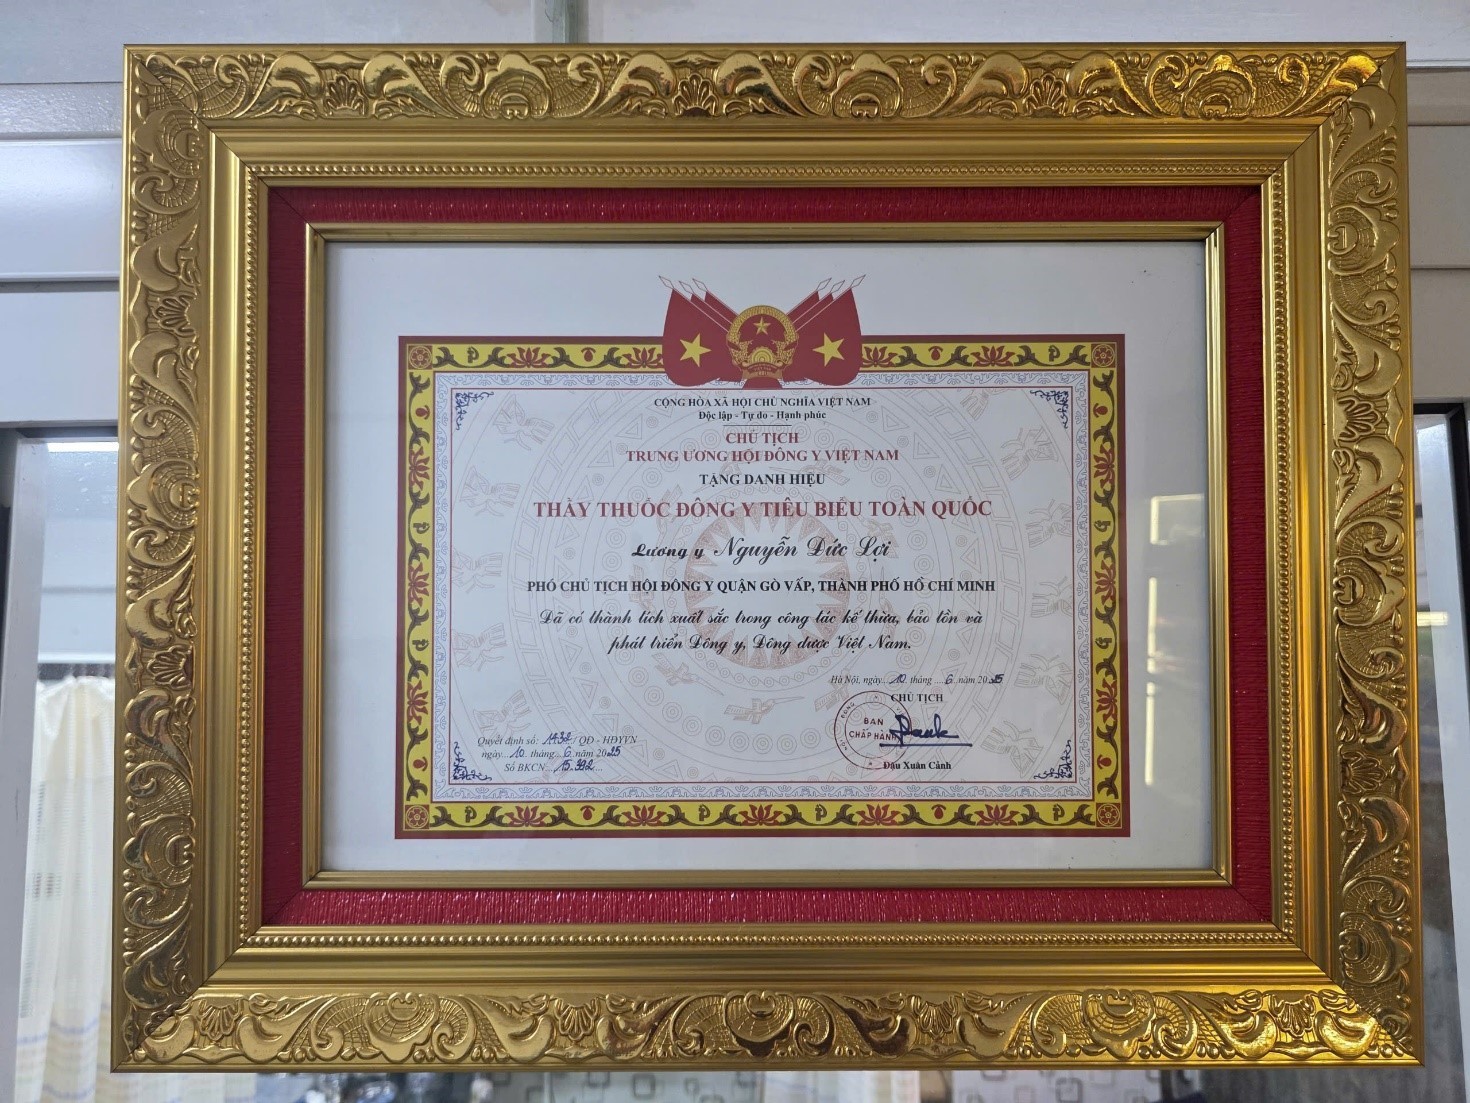 CỘNG HÒA XÃ HỘI CHỦ NGHĨA VIỆT NAM
Độc lập - Tự do - Hạnh phúc
CHỦ TỊCH
TRUNG ƯƠNG HỘI ĐÔNG Y VIỆT NAM
TẶNG DANH HIỆU
THẦY THUỐC ĐÔNG Y TIÊU BIỂU TOÀN QUỐC
Lương y Nguyễn Đức Lợi
PHÓ CHỦ TỊCH HỘI ĐÔNG Y QUẬN GÒ VẤP, THÀNH PHỐ HỒ CHÍ MINH
Đã có thành tích xuất sắc trong công tác kế thừa, bảo tồn và
phát triển Đông y, Đông dược Việt Nam.
Hà Nội, ngày 10 tháng 6 năm 2025
CHỦ TỊCH
BAN
CHẤP HÀNH
Đậu Xuân Cảnh
Quyết định số: /QĐ - HĐYVN
ngày 10 tháng 6 năm 2025
Số BKCN 15.392